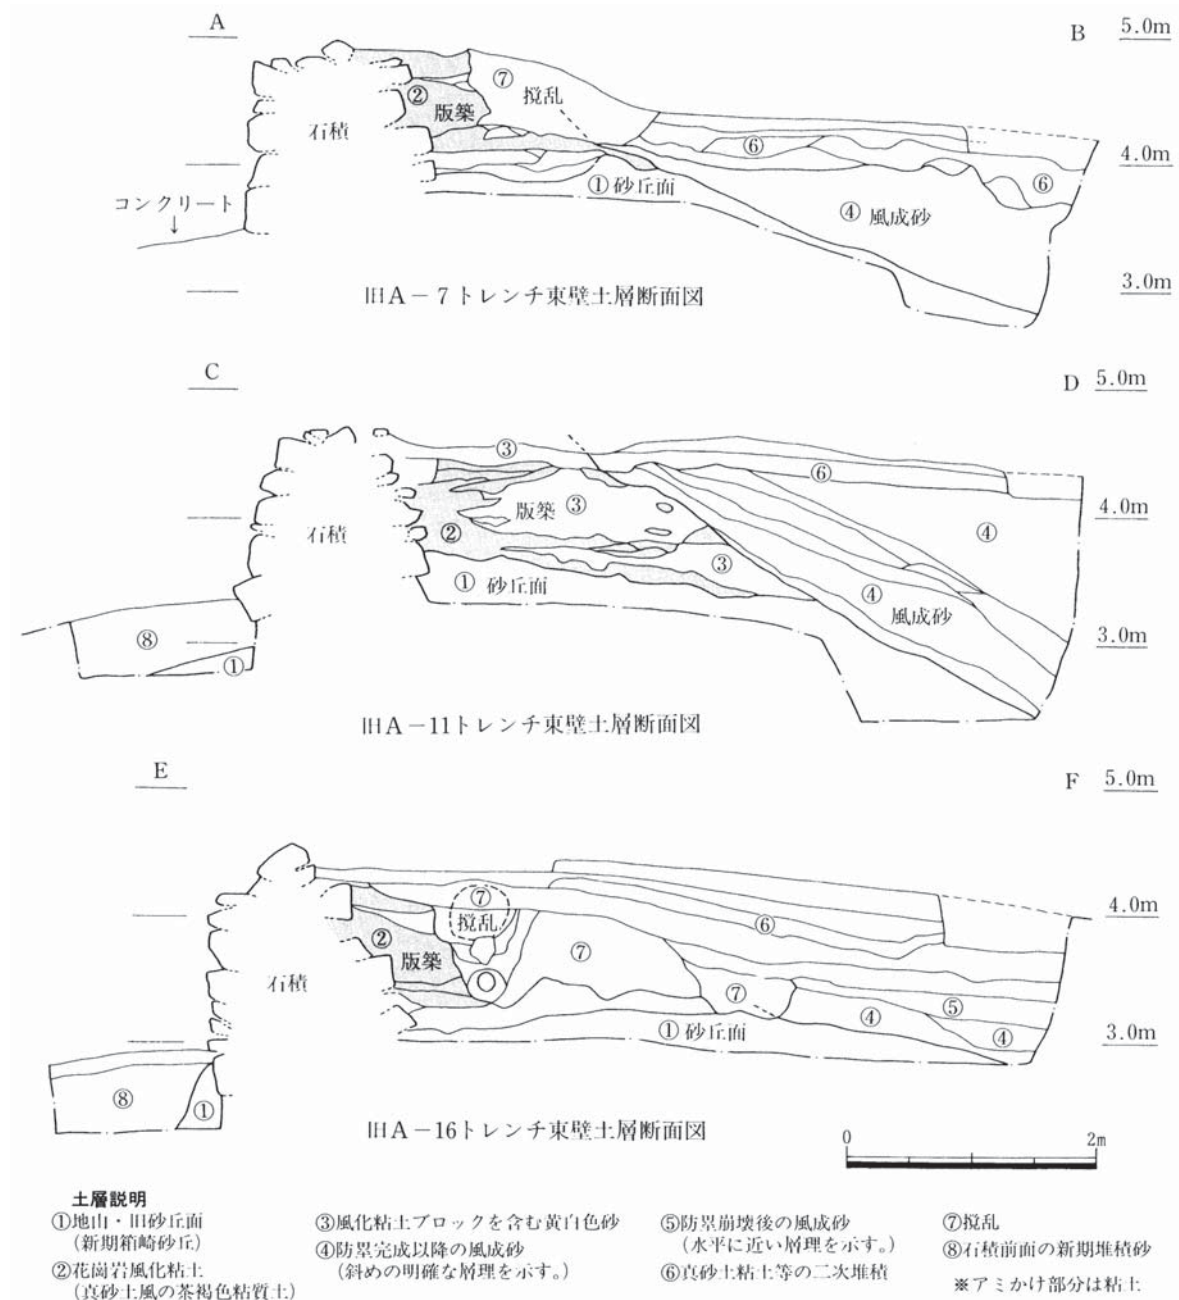 A
B
5.0m
⑦
撹乱
②
版築
石積
⑥
4.0m
①砂丘面
⑥
コンクリート
④
風成砂
3.0m
旧A－7トレンチ東壁土層断面図
C
D
5.0m
③
⑥
版築
③
4.0m
石積
②
④
③
①
砂丘面
④
風成砂
⑧
3.0m
①
旧A－11トレンチ東壁土層断面図
E
F
5.0m
⑦
撹乱
⑥
4.0m
②
版築
⑦
石積
⑦
⑤
④
④
①砂丘面
3.0m
⑧
①
旧A－16トレンチ東壁土層断面図
0
2m
土層説明
①地山・旧砂丘面
(新期箱崎砂丘)
②花崗岩風化粘土
(真砂土風の茶褐色粘質土)
③風化粘土ブロックを含む黄白色砂
④防塁完成以降の風成砂
(斜めの明確な層理を示す。)
⑤防塁崩壊後の風成砂
(水平に近い層理を示す。)
⑥真砂土粘土等の二次堆積
⑦撹乱
⑧石積前面の新期堆積砂
※アミかけ部分は粘土